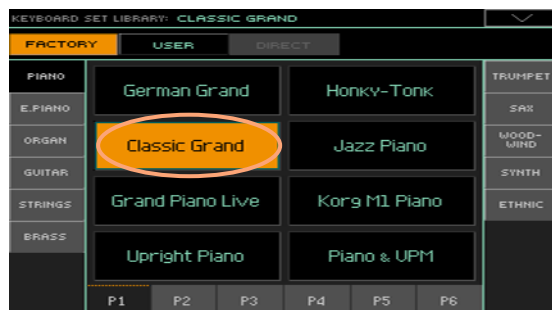 KEYBOARD SET LIBRARY: CLASSIC GRAND
FACTORY USER DIRECT
PIANO
E.PIANO
ORGAN
GUITAR
STRINGS
BRASS
German Grand Honky-Tonk
Classic Grand Jazz Piano
Grand Piano Live Korg M1 Piano
Upright Piano Piano & UPM
TRUMPET
SAX
WOOD-
WIND
SYNTH
ETHNIC
P1 P2 P3 P4 P5 P6